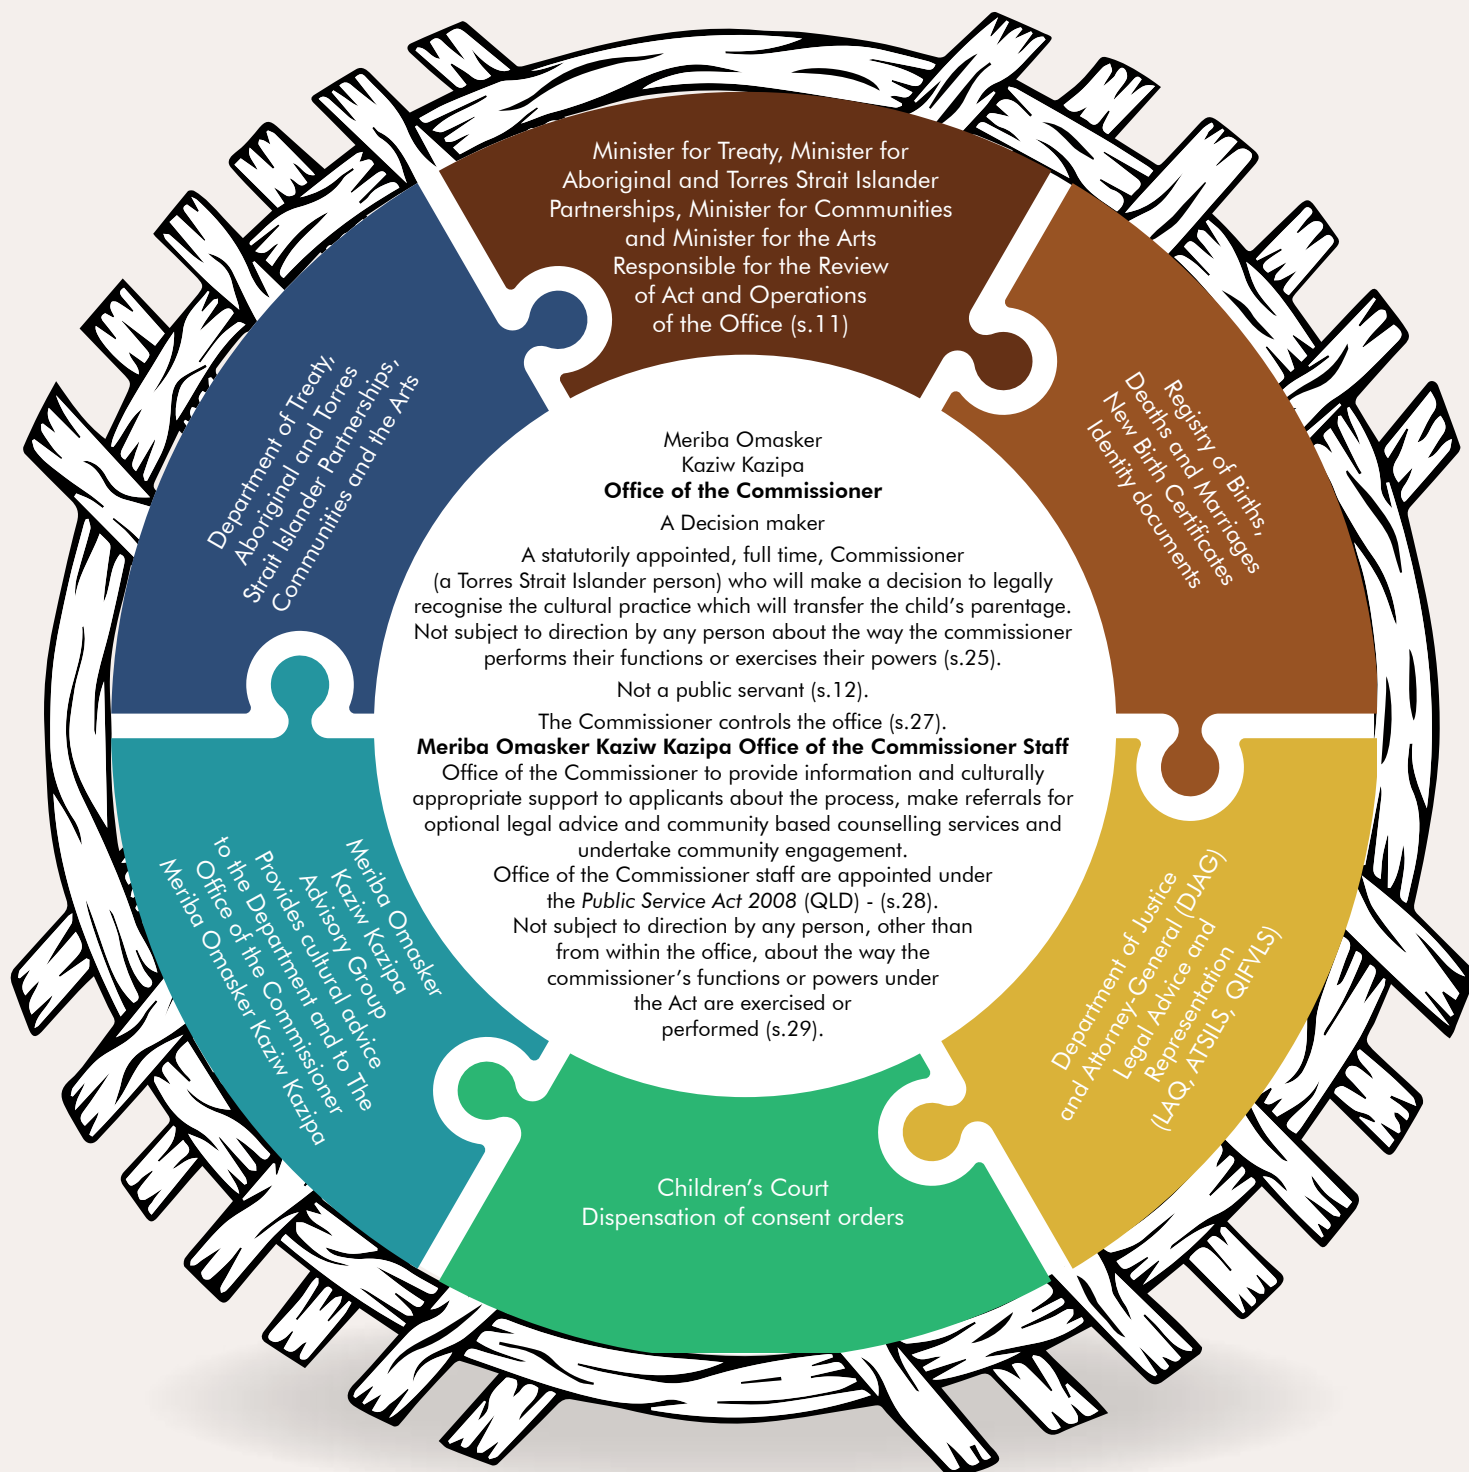 Minister for Treaty, Minister for
Aboriginal and Torres Strait Islander
Partnerships, Minister for Communities
and Minister for the Arts
Responsible for the Review
of Act and Operations
of the Office (s.11)
Registry of Births,
Deaths and Marriages
New Birth Certificates
Identity documents
Department of Justice
and Attorney-General (DJAG)
Legal Advice and
Representation
(LAQ, ATSILS, QIFVLS)
Children's Court
Dispensation of consent orders
Meriba Omasker
Kaziw Kazipa
Advisory Group
Provides cultural advice
to the Department and to The
Office of the Commissioner
Meriba Omasker Kaziw Kazipa
Department of Treaty,
Aboriginal and Torres
Strait Islander Partnerships,
Communities and the Arts
Meriba Omasker
Kaziw Kazipa
Office of the Commissioner
A Decision maker
A statutorily appointed, full time, Commissioner
(a Torres Strait Islander person) who will make a decision to legally
recognise the cultural practice which will transfer the child's parentage.
Not subject to direction by any person about the way the commissioner
performs their functions or exercises their powers (s.25).
Not a public servant (s.12).
The Commissioner controls the office (s.27).
Meriba Omasker Kaziw Kazipa Office of the Commissioner Staff
Office of the Commissioner to provide information and culturally
appropriate support to applicants about the process, make referrals for
optional legal advice and community based counselling services and
undertake community engagement.
Office of the Commissioner staff are appointed under
the Public Service Act 2008 (QLD) - (s.28).
Not subject to direction by any person, other than
from within the office, about the way the
commissioner's functions or powers under
the Act are exercised or
performed (s.29).